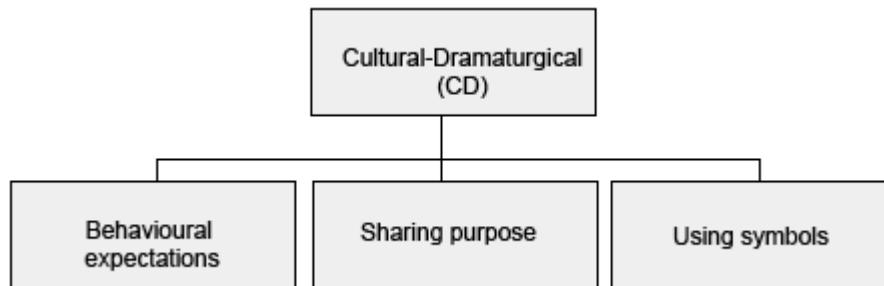 Cultural-Dramaturgical
(CD)
Behavioural
expectations
Sharing purpose
Using symbols